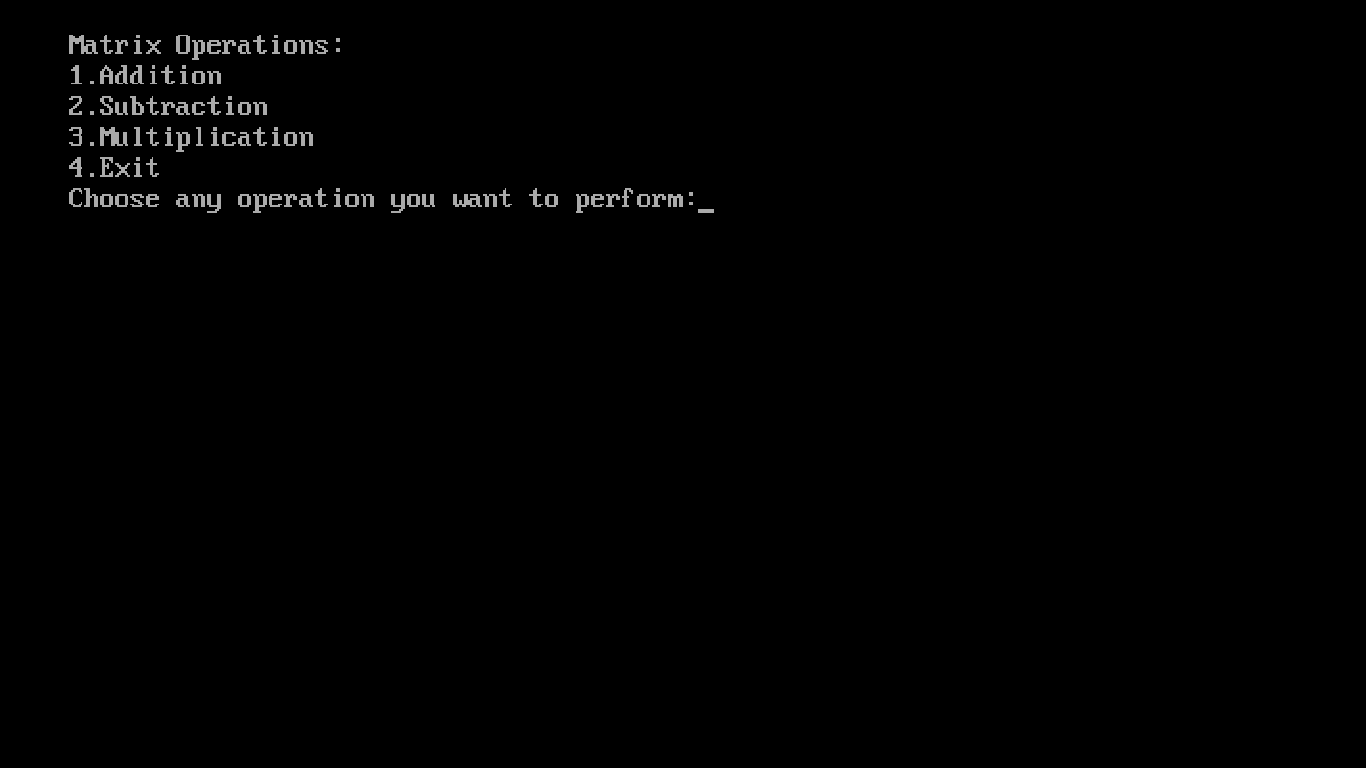 Matrix Operations:
1.Addition
2.Subtraction
3.Multiplication
4.Exit
Choose any operation you want to perform:_